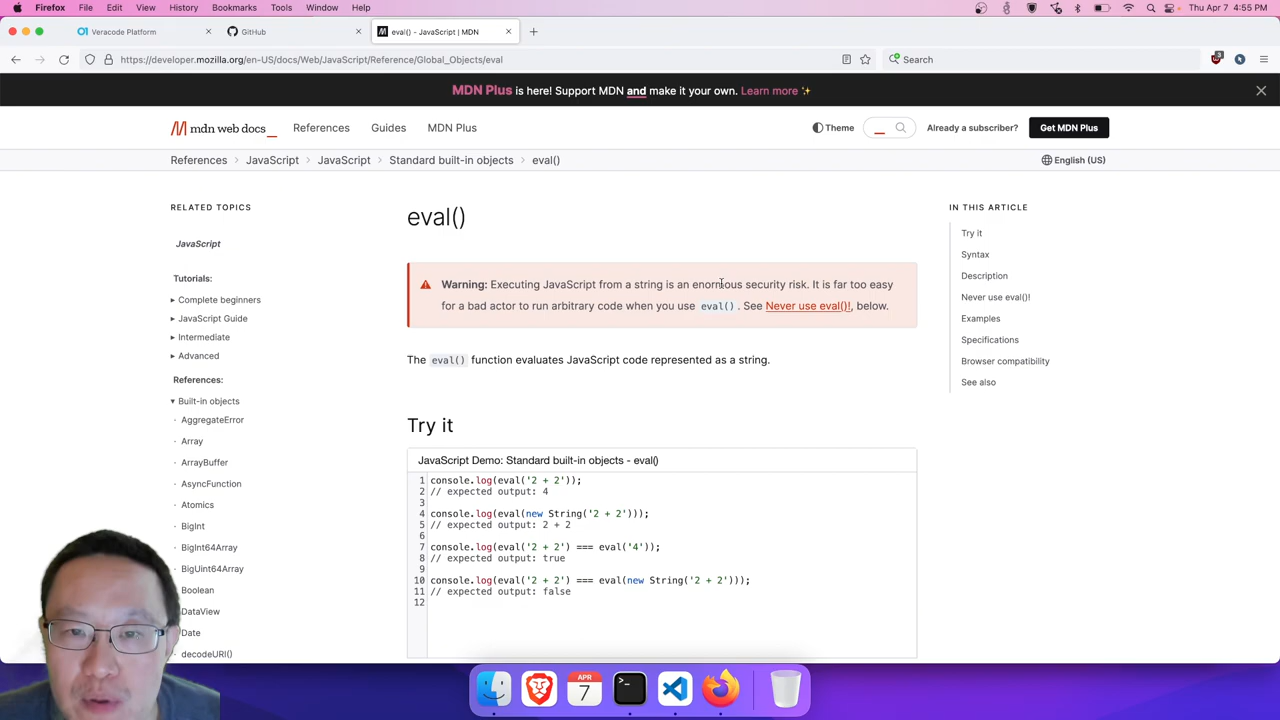 Firefox File Edit View History Bookmarks Tools Window Help Thu Apr 7 4:55 PM
Veracode Platform × GitHub × eval() - JavaScript | MDN × +
https://developer.mozilla.org/en-US/docs/Web/JavaScript/Reference/Global_Objects/eval Search 3
MDN Plus is here! Support MDN and make it your own. Learn more ✨
mdn web docs_ References Guides MDN Plus Theme Already a subscriber? Get MDN Plus
References > JavaScript > JavaScript > Standard built-in objects > eval() English (US)
RELATED TOPICS
JavaScript
Tutorials:
▸ Complete beginners
▸ JavaScript Guide
▸ Intermediate
▸ Advanced
References:
▾ Built-in objects
· AggregateError
· Array
· ArrayBuffer
· AsyncFunction
· Atomics
· BigInt
· BigInt64Array
· BigUint64Array
· Boolean
DataView
Date
decodeURI()
eval()
Warning: Executing JavaScript from a string is an enormous security risk. It is far too easy
for a bad actor to run arbitrary code when you use eval(). See Never use eval()!, below.
The eval() function evaluates JavaScript code represented as a string.
Try it
JavaScript Demo: Standard built-in objects - eval()
1 console.log(eval('2 + 2'));
2 // expected output: 4
3
4 console.log(eval(new String('2 + 2')));
5 // expected output: 2 + 2
6
7 console.log(eval('2 + 2') === eval('4'));
8 // expected output: true
9
10 console.log(eval('2 + 2') === eval(new String('2 + 2')));
11 // expected output: false
12
IN THIS ARTICLE
Try it
Syntax
Description
Never use eval()!
Examples
Specifications
Browser compatibility
See also
APR
7